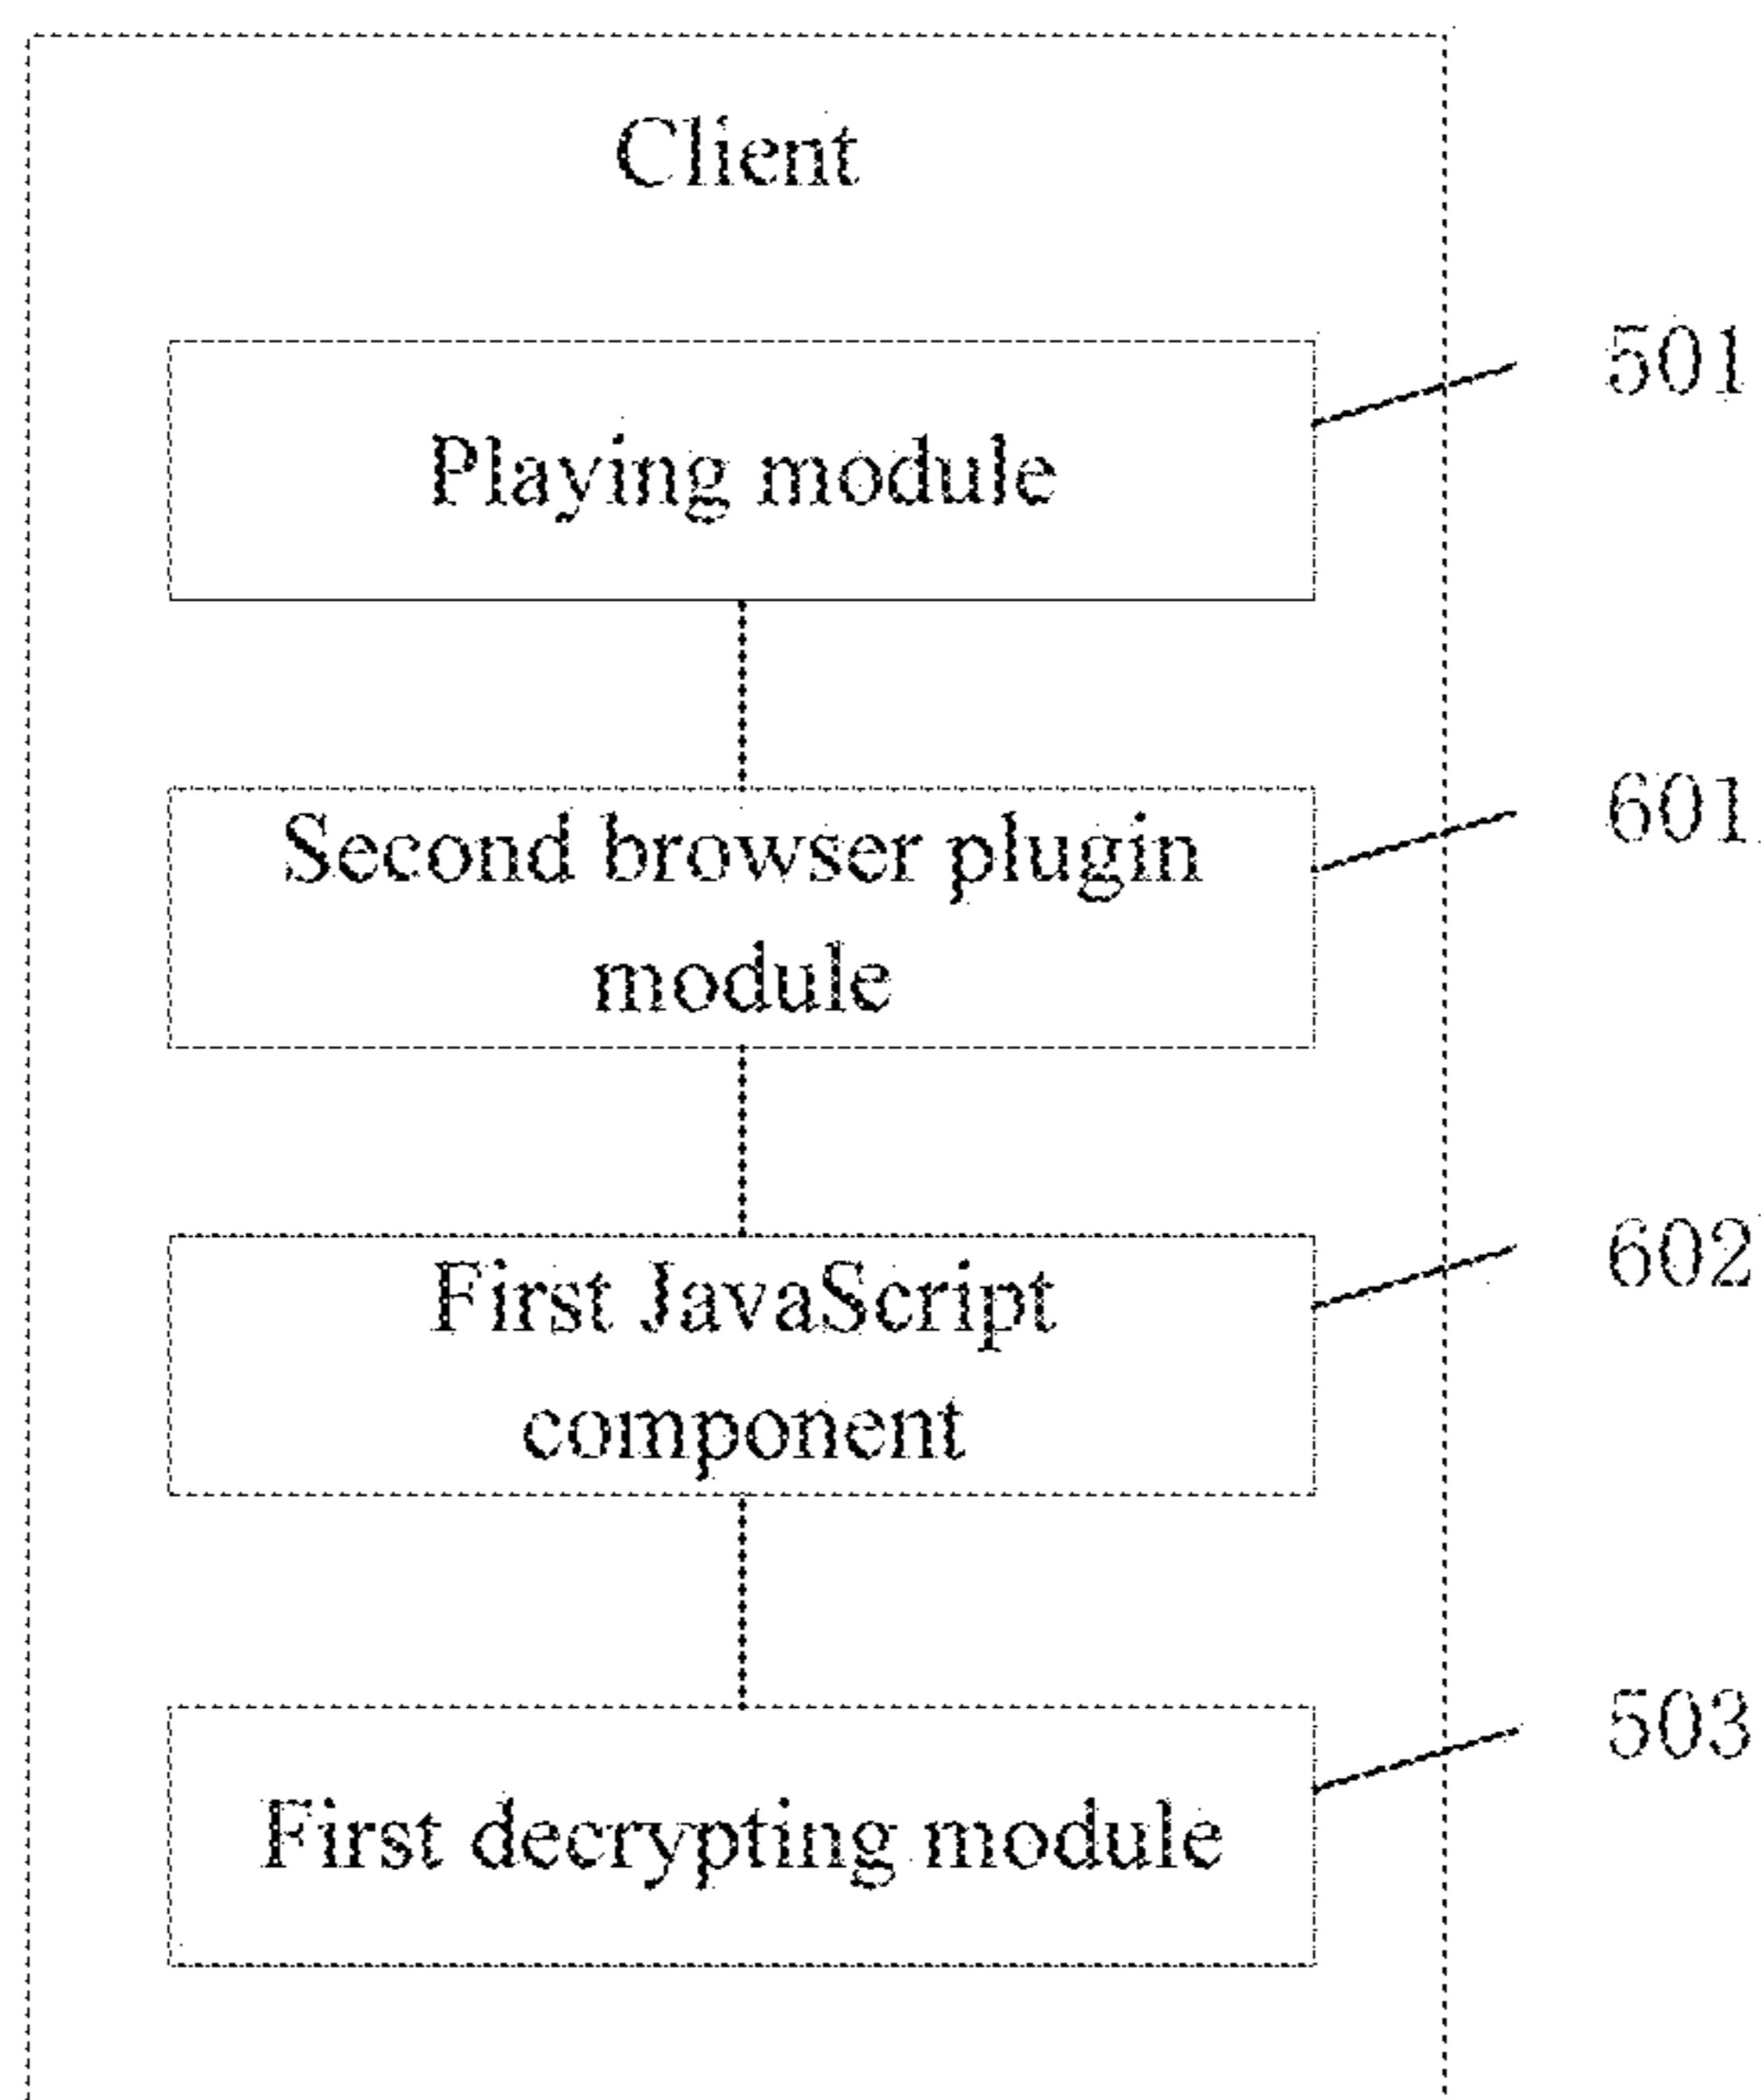 Client
501
Playing module
601
Second browser plugin
module
602
First JavaScript
component
503
First decrypting module